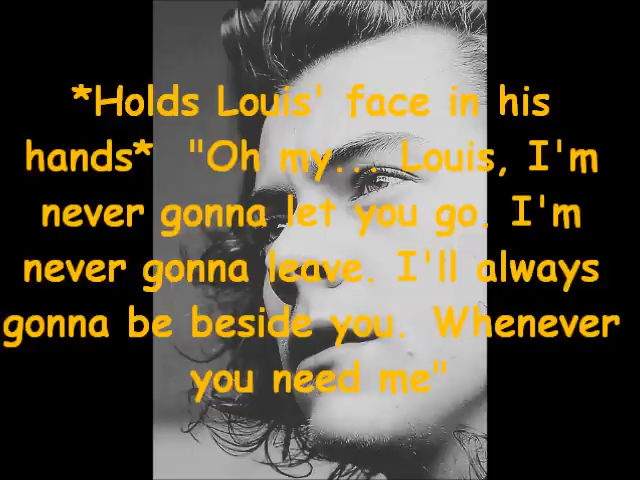 *Holds Louis' face in his
hands* "Oh my... Louis, I'm
never gonna let you go. I'm
never gonna leave. I'll always
gonna be beside you. Whenever
you need me"